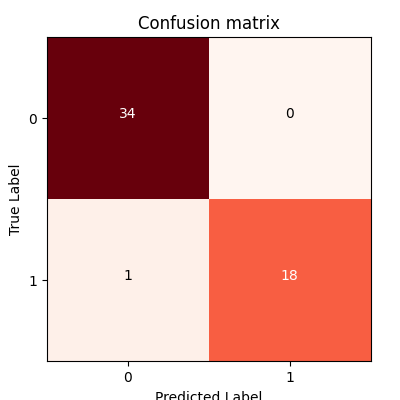 Confusion matrix
True Label
0
34
0
1
1
18
0
1
Predicted Label